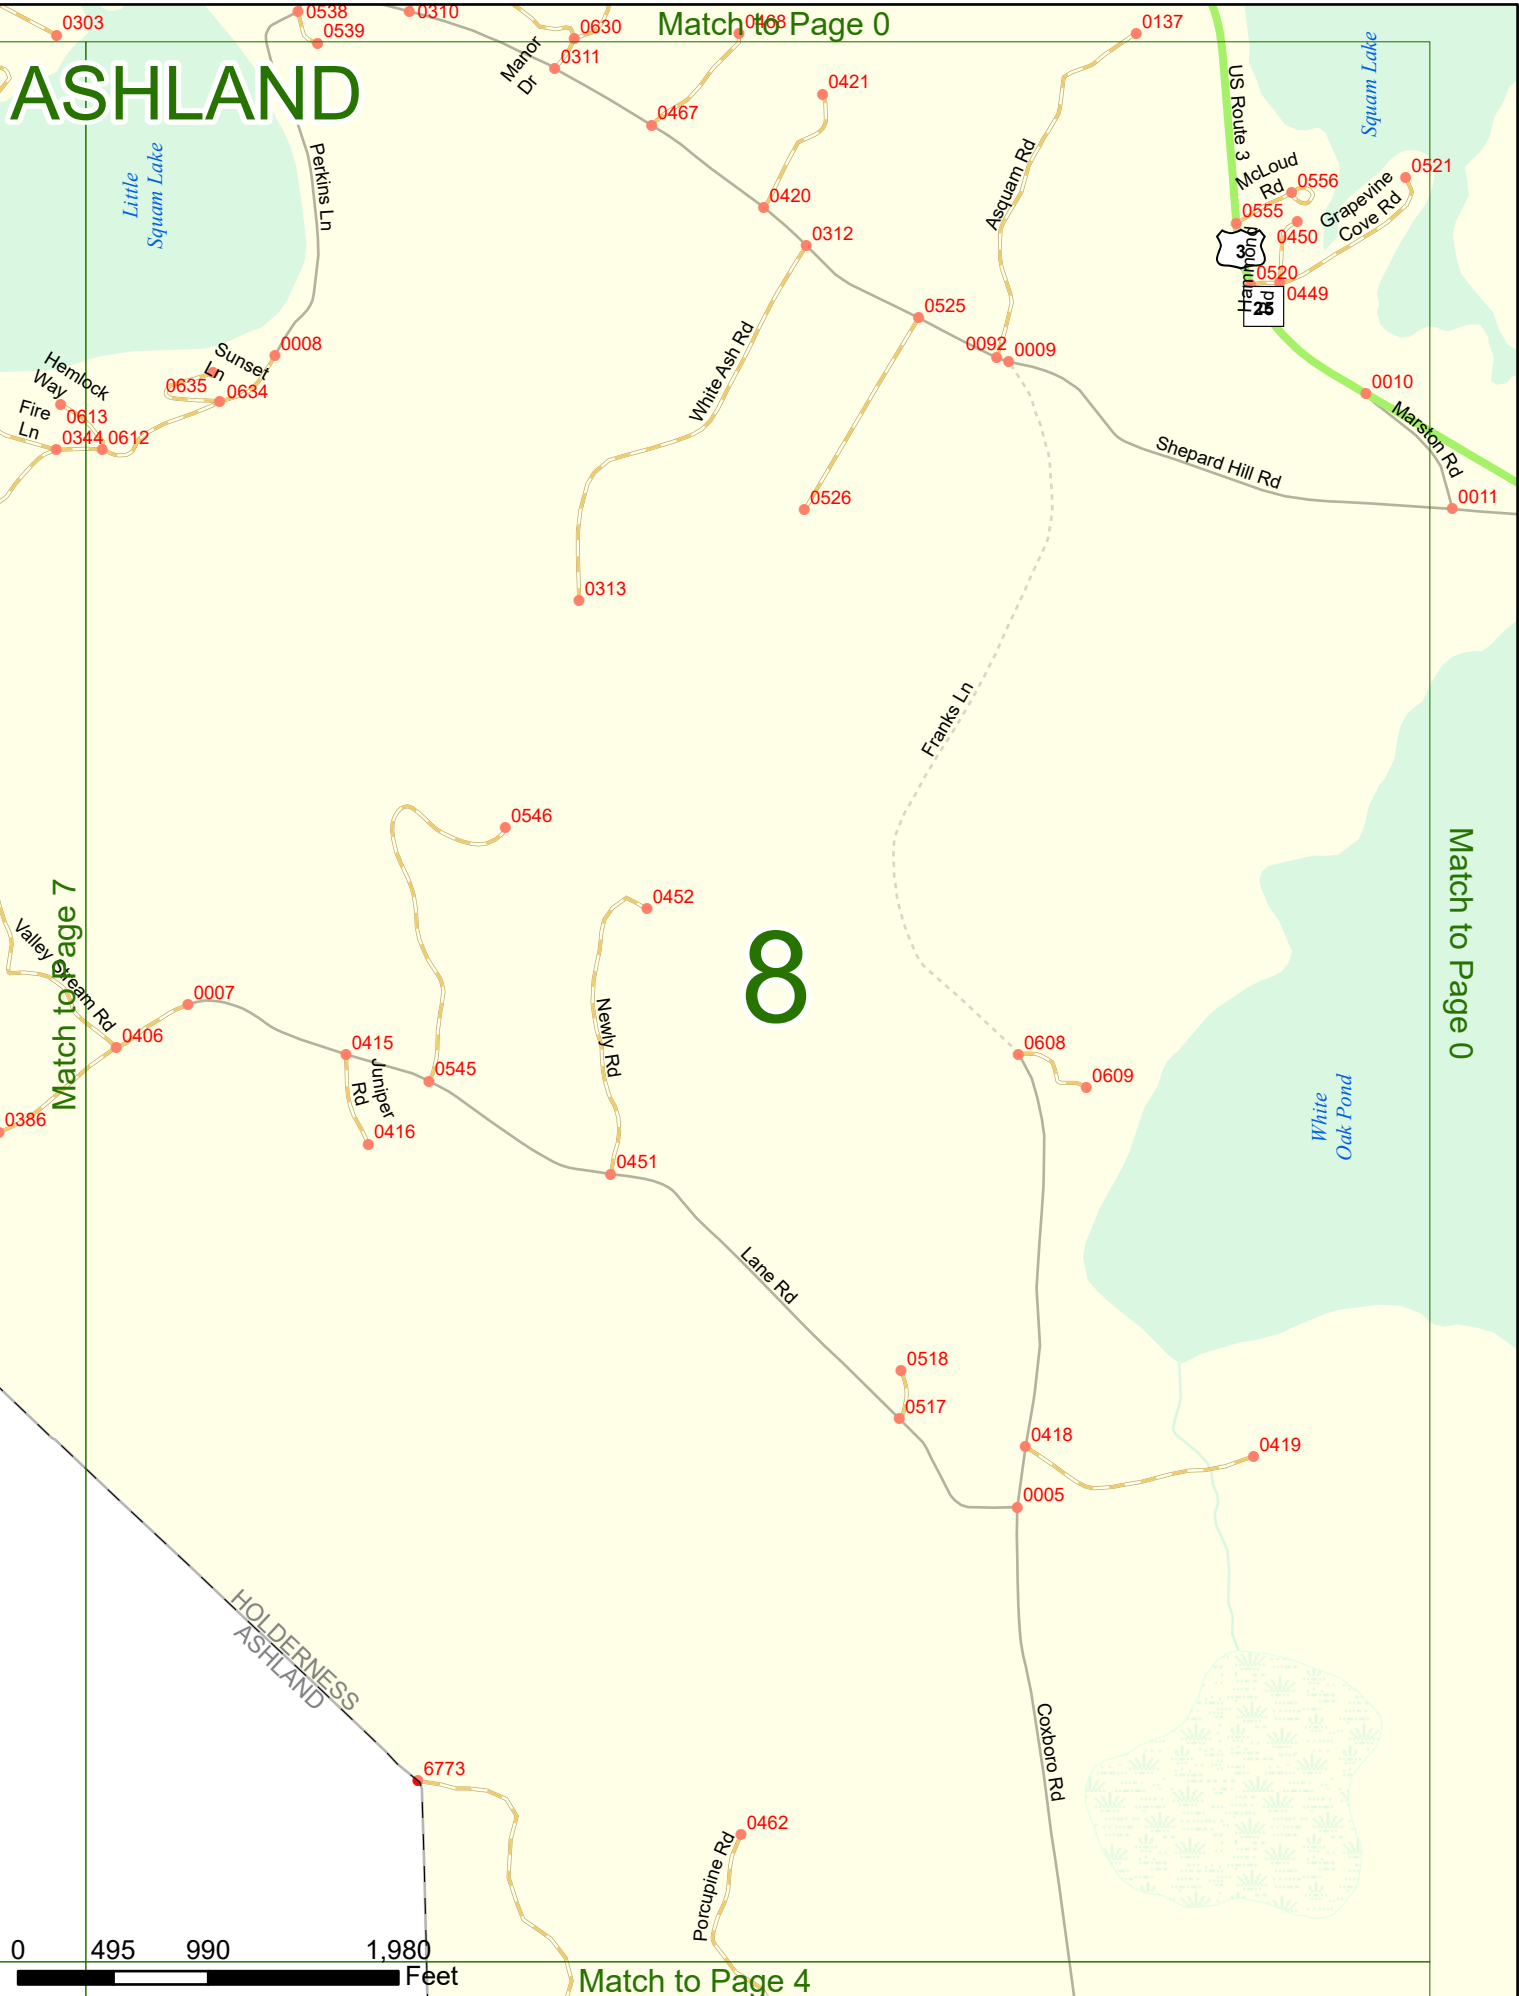 0303
0538
0539
0310
0630
0311
Manor
Dr
Match to Page 0
0468
0137
ASHLAND
0467
0421
US Route 3
Squam Lake
Little
Squam Lake
Perkins Ln
0420
0312
Asquam Rd
McLoud
Rd
0556
0521
0555
Grapevine
Cove Rd
0450
3
Hammond
Rd
0520
0449
25
0525
0092
0009
0008
Sunset
Ln
0635
0634
Hemlock
Way
0613
Fire
Ln
0344
0612
White Ash Rd
0010
Marston Rd
Shepard Hill Rd
0011
0526
0313
Franks Ln
0546
0452
Match to Page 7
Match to Page 0
8
Valley Stream Rd
0007
0406
0415
Juniper
Rd
0545
Newly Rd
0386
0416
0451
0608
0609
White
Oak Pond
Lane Rd
0518
0517
0418
0419
0005
HOLDERNESS
ASHLAND
Coxboro Rd
6773
0462
Porcupine Rd
0
495
990
1,980
Feet
Match to Page 4